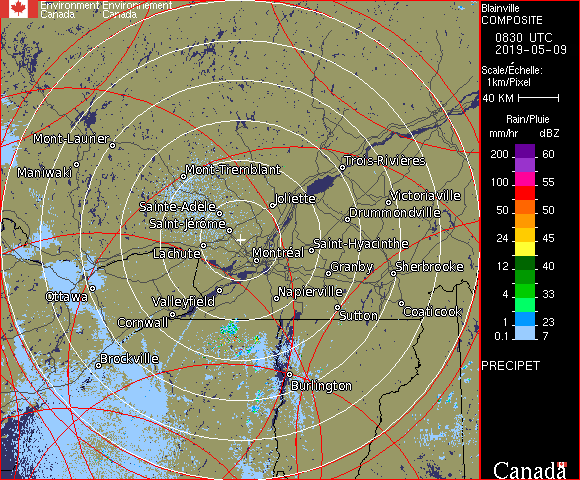 Environment Environnement
Canada Canada
Blainville
COMPOSITE
0830 UTC
2019-05-09
Scale/Échelle:
1km/Pixel
40 KM
Rain/Pluie
mm/hr dBZ
200 60
100 55
50 50
24 45
12 40
4 33
1 23
0.1 7
PRECIPET
Canada
Mont-Laurier
Maniwaki
Mont-Tremblant
Trois-Rivières
Sainte-Adèle
Joliette
Victoriaville
Saint-Jérôme
Drummondville
Lachute
Montréal
Saint-Hyacinthe
Granby
Sherbrooke
Ottawa
Valleyfield
Napierville
Cornwall
Sutton
Coaticook
Brockville
Burlington